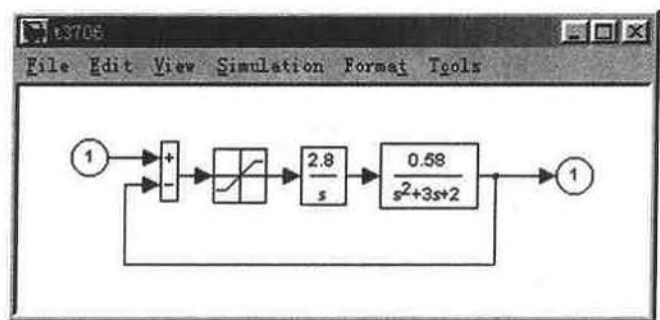 t3706
File Edit View Simulation Format Tools
1
+
−
2.8
s
0.58
s²+3s+2
1